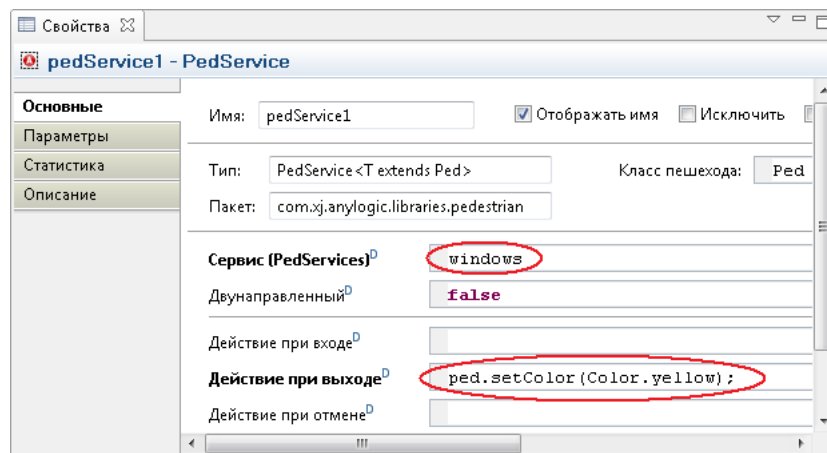 Свойства
pedService1 - PedService
Основные
Параметры
Статистика
Описание
Имя: pedService1 Отображать имя Исключить
Тип: PedService<T extends Ped> Класс пешехода: Ped
Пакет: com.xj.anylogic.libraries.pedestrian
Сервис (PedServices)D windows
ДвунаправленныйD false
Действие при входеD
Действие при выходеD ped.setColor(Color.yellow);
Действие при отменеD